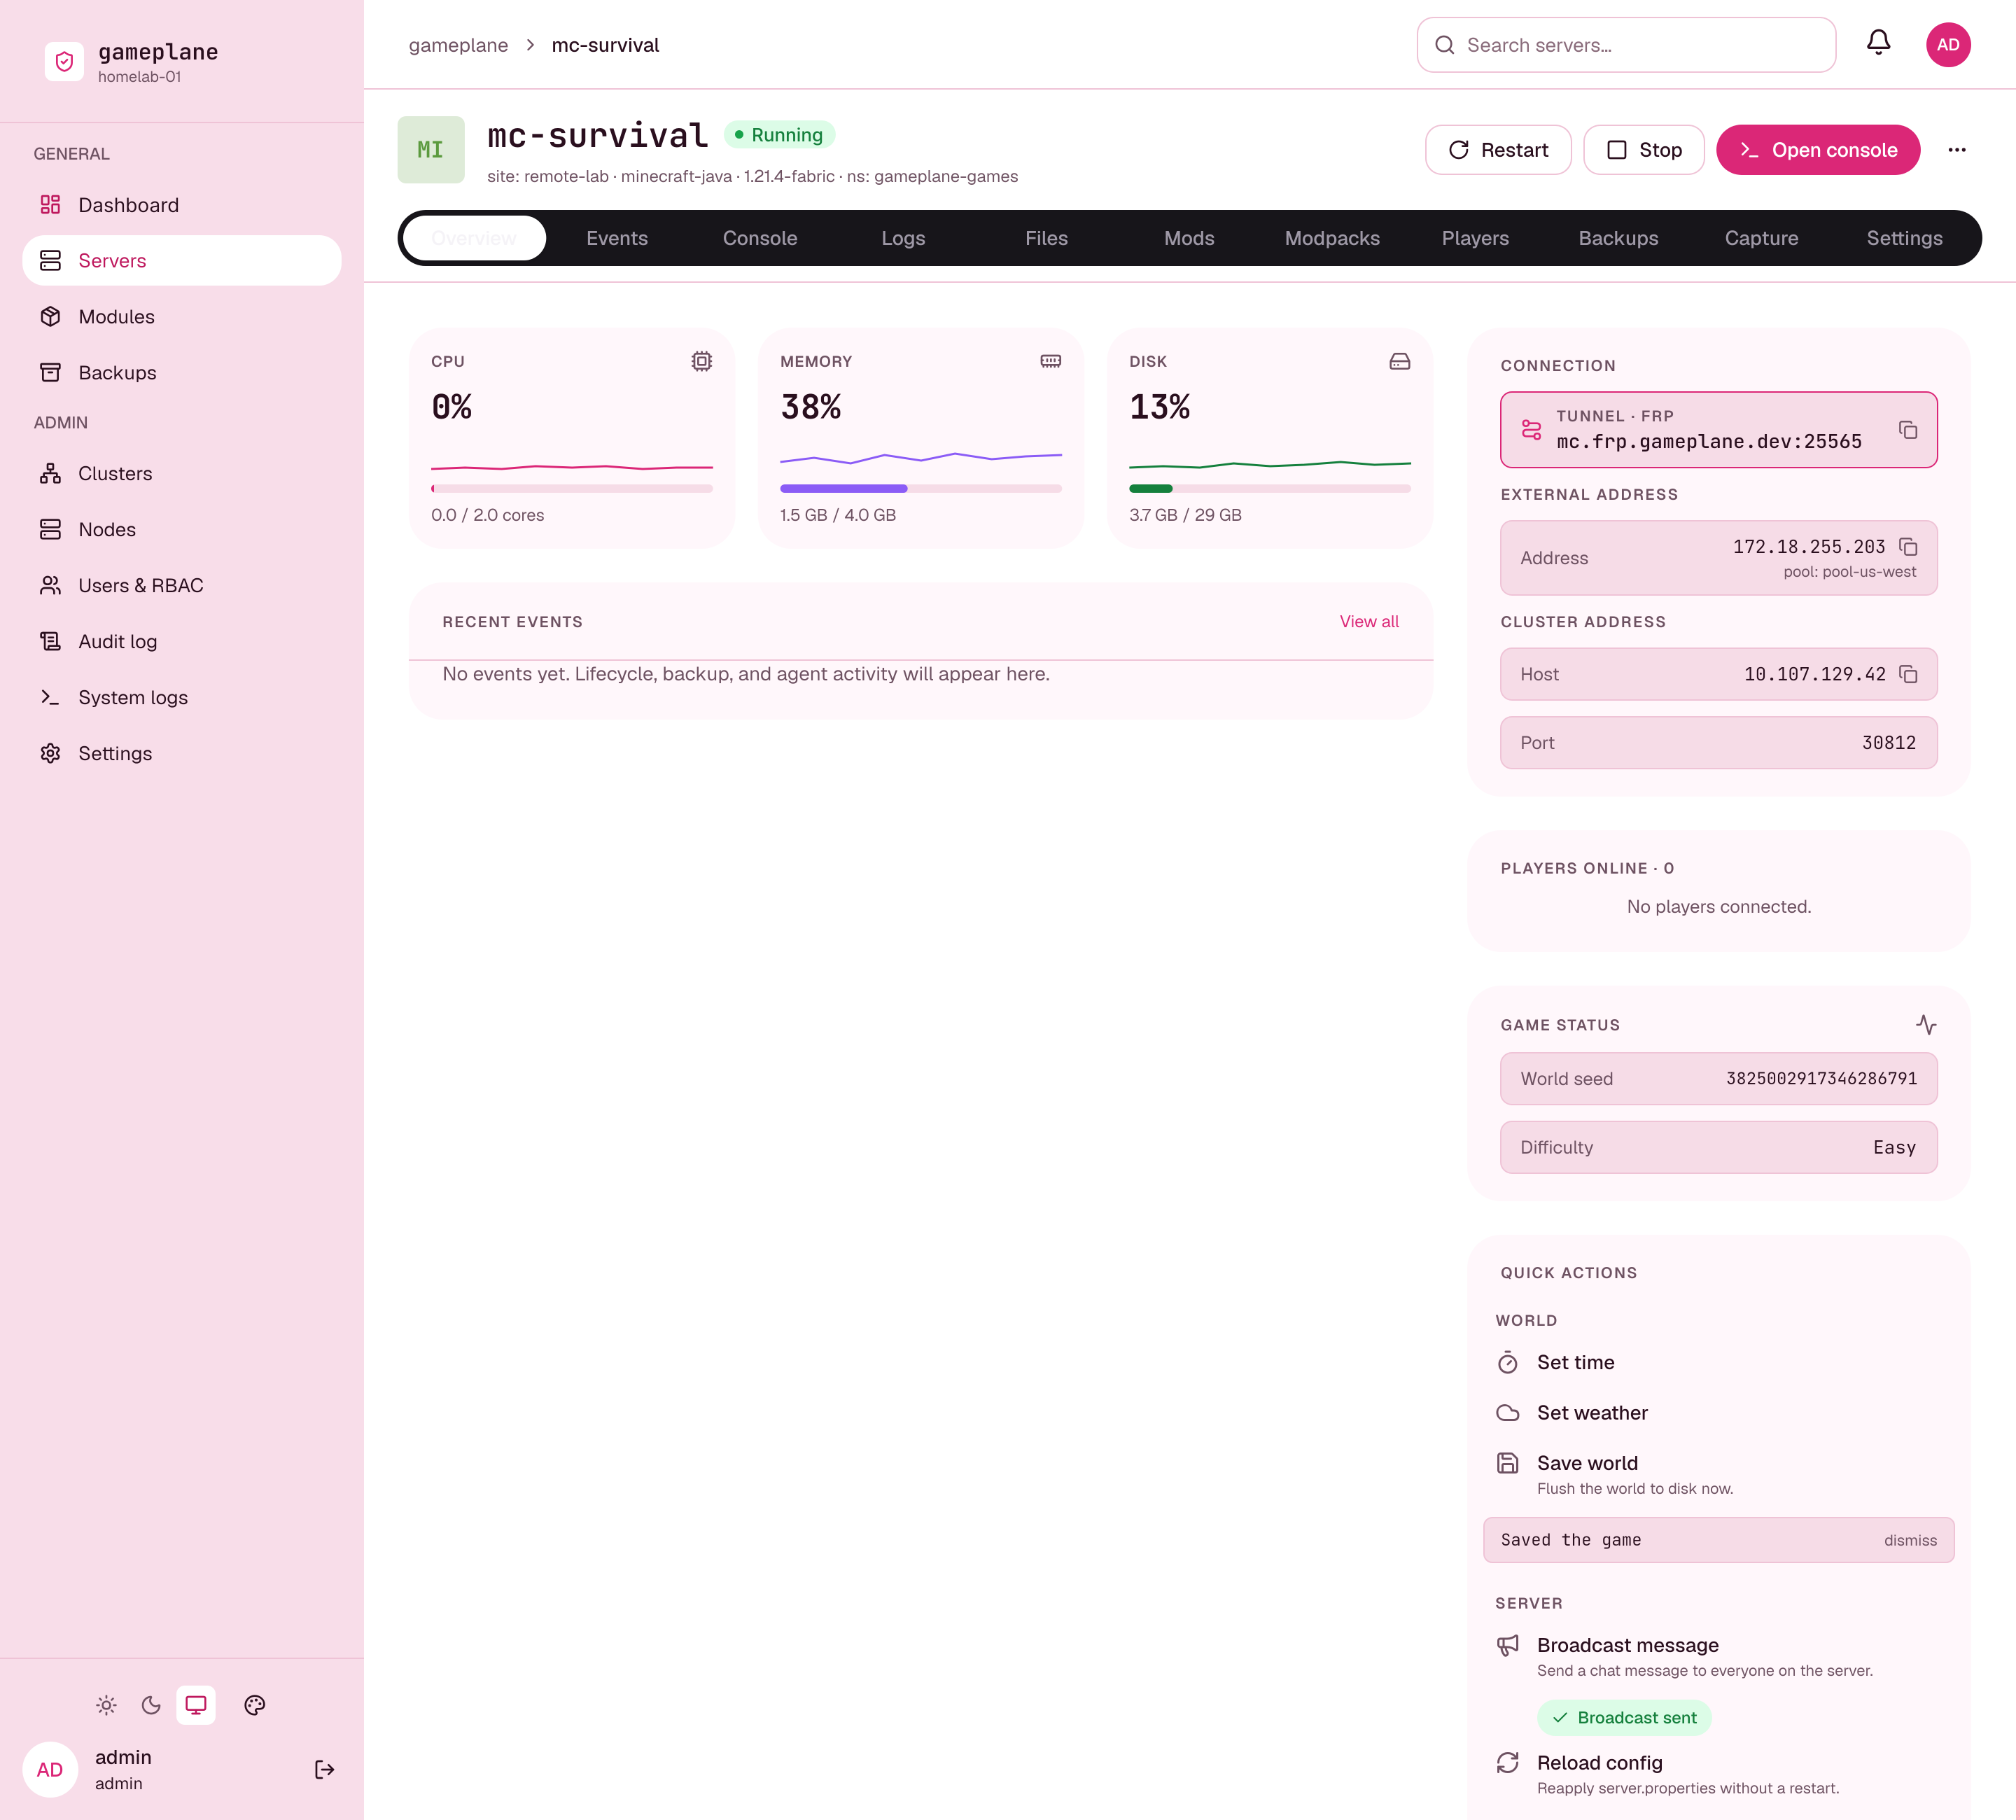 gameplane
homelab-01
GENERAL
Dashboard
Servers
Modules
Backups
ADMIN
Clusters
Nodes
Users & RBAC
Audit log
System logs
Settings
AD
admin
admin
gameplane
mc-survival
Search servers...
AD
MI
mc-survival
Running
site: remote-lab · minecraft-java · 1.21.4-fabric · ns: gameplane-games
Restart
Stop
Open console
Overview
Events
Console
Logs
Files
Mods
Modpacks
Players
Backups
Capture
Settings
CPU
0%
0.0 / 2.0 cores
MEMORY
38%
1.5 GB / 4.0 GB
DISK
13%
3.7 GB / 29 GB
RECENT EVENTS
View all
No events yet. Lifecycle, backup, and agent activity will appear here.
CONNECTION
TUNNEL · FRP
mc.frp.gameplane.dev:25565
EXTERNAL ADDRESS
Address
172.18.255.203
pool: pool-us-west
CLUSTER ADDRESS
Host
10.107.129.42
Port
30812
PLAYERS ONLINE · 0
No players connected.
GAME STATUS
World seed
3825002917346286791
Difficulty
Easy
QUICK ACTIONS
WORLD
Set time
Set weather
Save world
Flush the world to disk now.
Saved the game
dismiss
SERVER
Broadcast message
Send a chat message to everyone on the server.
Broadcast sent
Reload config
Reapply server.properties without a restart.